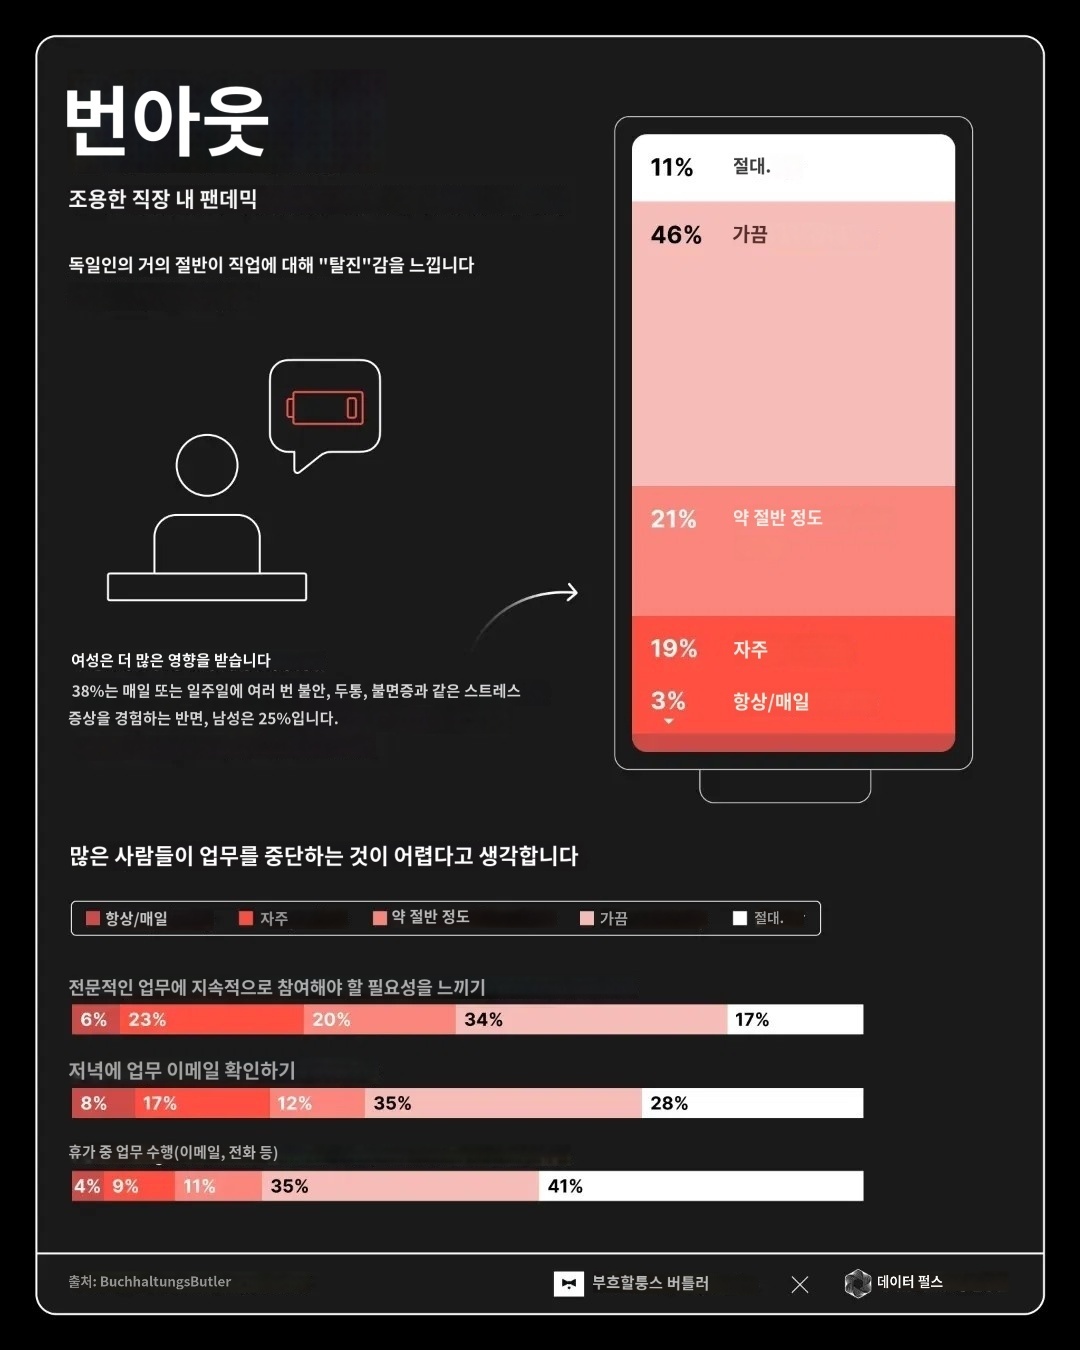 번아웃
조용한 직장 내 팬데믹
독일인의 거의 절반이 직업에 대해 "탈진"감을 느낍니다
11% 절대.
46% 가끔
21% 약 절반 정도
19% 자주
3% 항상/매일
여성은 더 많은 영향을 받습니다
38%는 매일 또는 일주일에 여러 번 불안, 두통, 불면증과 같은 스트레스
증상을 경험하는 반면, 남성은 25%입니다.
많은 사람들이 업무를 중단하는 것이 어렵다고 생각합니다
항상/매일 자주 약 절반 정도 가끔 절대.
전문적인 업무에 지속적으로 참여해야 할 필요성을 느끼기
6% 23% 20% 34% 17%
저녁에 업무 이메일 확인하기
8% 17% 12% 35% 28%
휴가 중 업무 수행(이메일, 전화 등)
4% 9% 11% 35% 41%
출처: BuchhaltungsButler
부흐할퉁스 버틀러
데이터 펄스